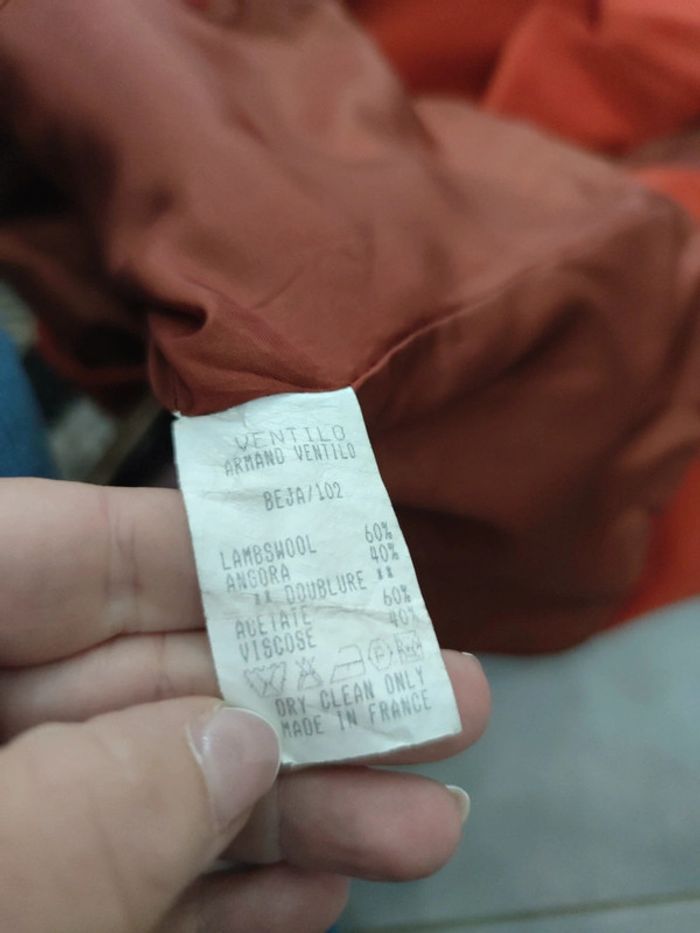 VENTILO
ARMAND VENTILO
BEJA/102
LAMBSWOOL 60%
ANGORA 40%
** DOUBLURE **
ACETATE 60%
VISCOSE 40%
P
DRY CLEAN ONLY
MADE IN FRANCE